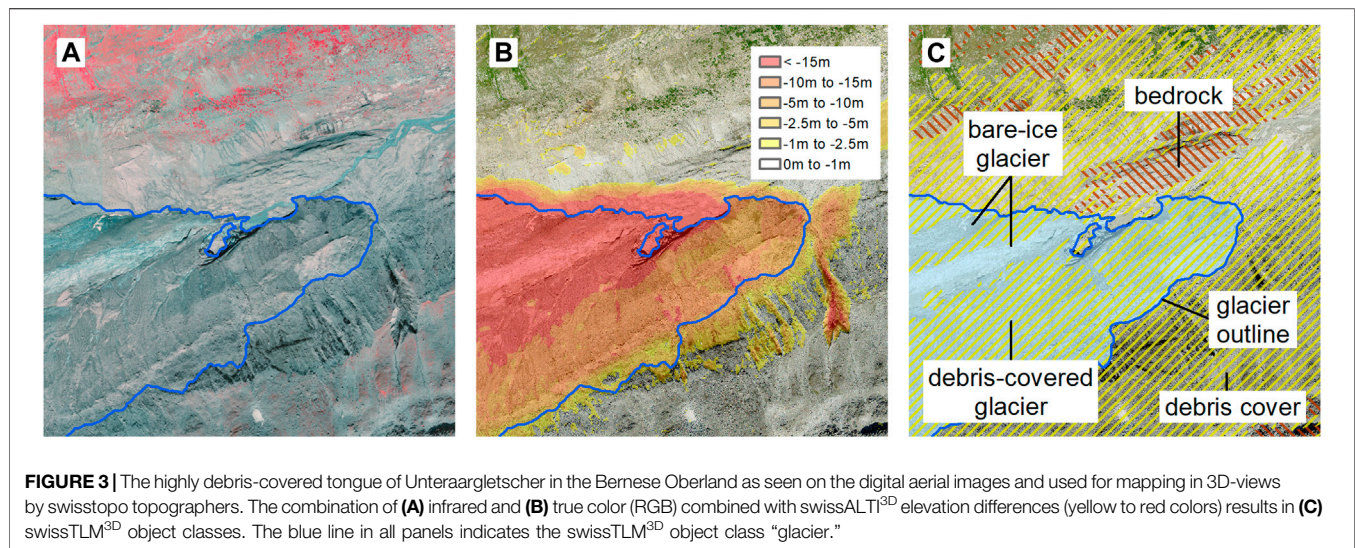 A
B
< -15m
-10m to -15m
-5m to -10m
-2.5m to -5m
-1m to -2.5m
0m to -1m
C
bedrock
bare-ice
glacier
glacier
outline
debris-covered
glacier
debris cover
FIGURE 3 | The highly debris-covered tongue of Unteraargletscher in the Bernese Oberland as seen on the digital aerial images and used for mapping in 3D-views
by swisstopo topographers. The combination of (A) infrared and (B) true color (RGB) combined with swissALTI3D elevation differences (yellow to red colors) results in (C)
swissTLM3D object classes. The blue line in all panels indicates the swissTLM3D object class “glacier.”